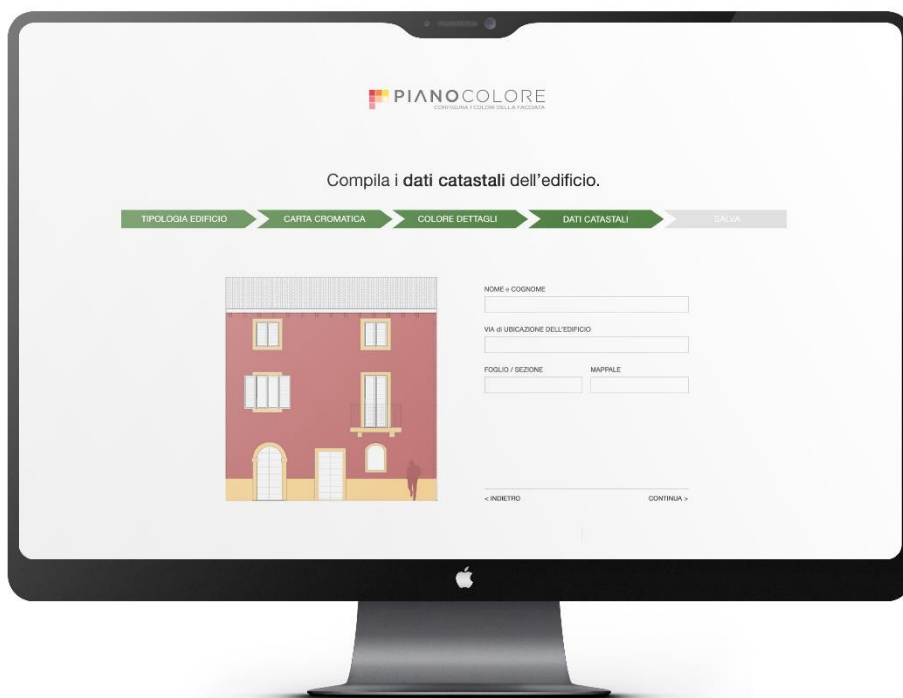 PIANOCOLORE
CONFIGURA I COLORI DELLA FACCIATA
Compila i dati catastali dell'edificio.
TIPOLOGIA EDIFICIO
CARTA CROMATICA
COLORE DETTAGLI
DATI CATASTALI
SALVA
NOME e COGNOME
VIA di UBICAZIONE DELL'EDIFICIO
FOGLIO / SEZIONE
MAPPALE
< INDIETRO
CONTINUA >